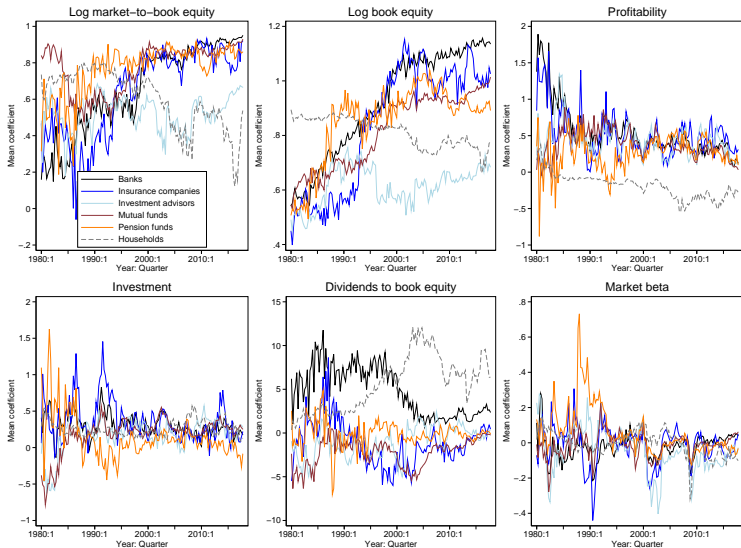 Log market−to−book equity
Mean coefficient
1
.8
.6
.4
.2
0
−.2
1980:1
1990:1
2000:1
2010:1
Year: Quarter
Banks
Insurance companies
Investment advisors
Mutual funds
Pension funds
Households
Log book equity
Mean coefficient
1.2
1
.8
.6
.4
1980:1
1990:1
2000:1
2010:1
Year: Quarter
Profitability
Mean coefficient
2
1.5
1
.5
0
−.5
−1
1980:1
1990:1
2000:1
2010:1
Year: Quarter
Investment
Mean coefficient
2
1.5
1
.5
0
−.5
−1
1980:1
1990:1
2000:1
2010:1
Year: Quarter
Dividends to book equity
Mean coefficient
15
10
5
0
−5
−10
1980:1
1990:1
2000:1
2010:1
Year: Quarter
Market beta
Mean coefficient
.8
.6
.4
.2
0
−.2
−.4
1980:1
1990:1
2000:1
2010:1
Year: Quarter